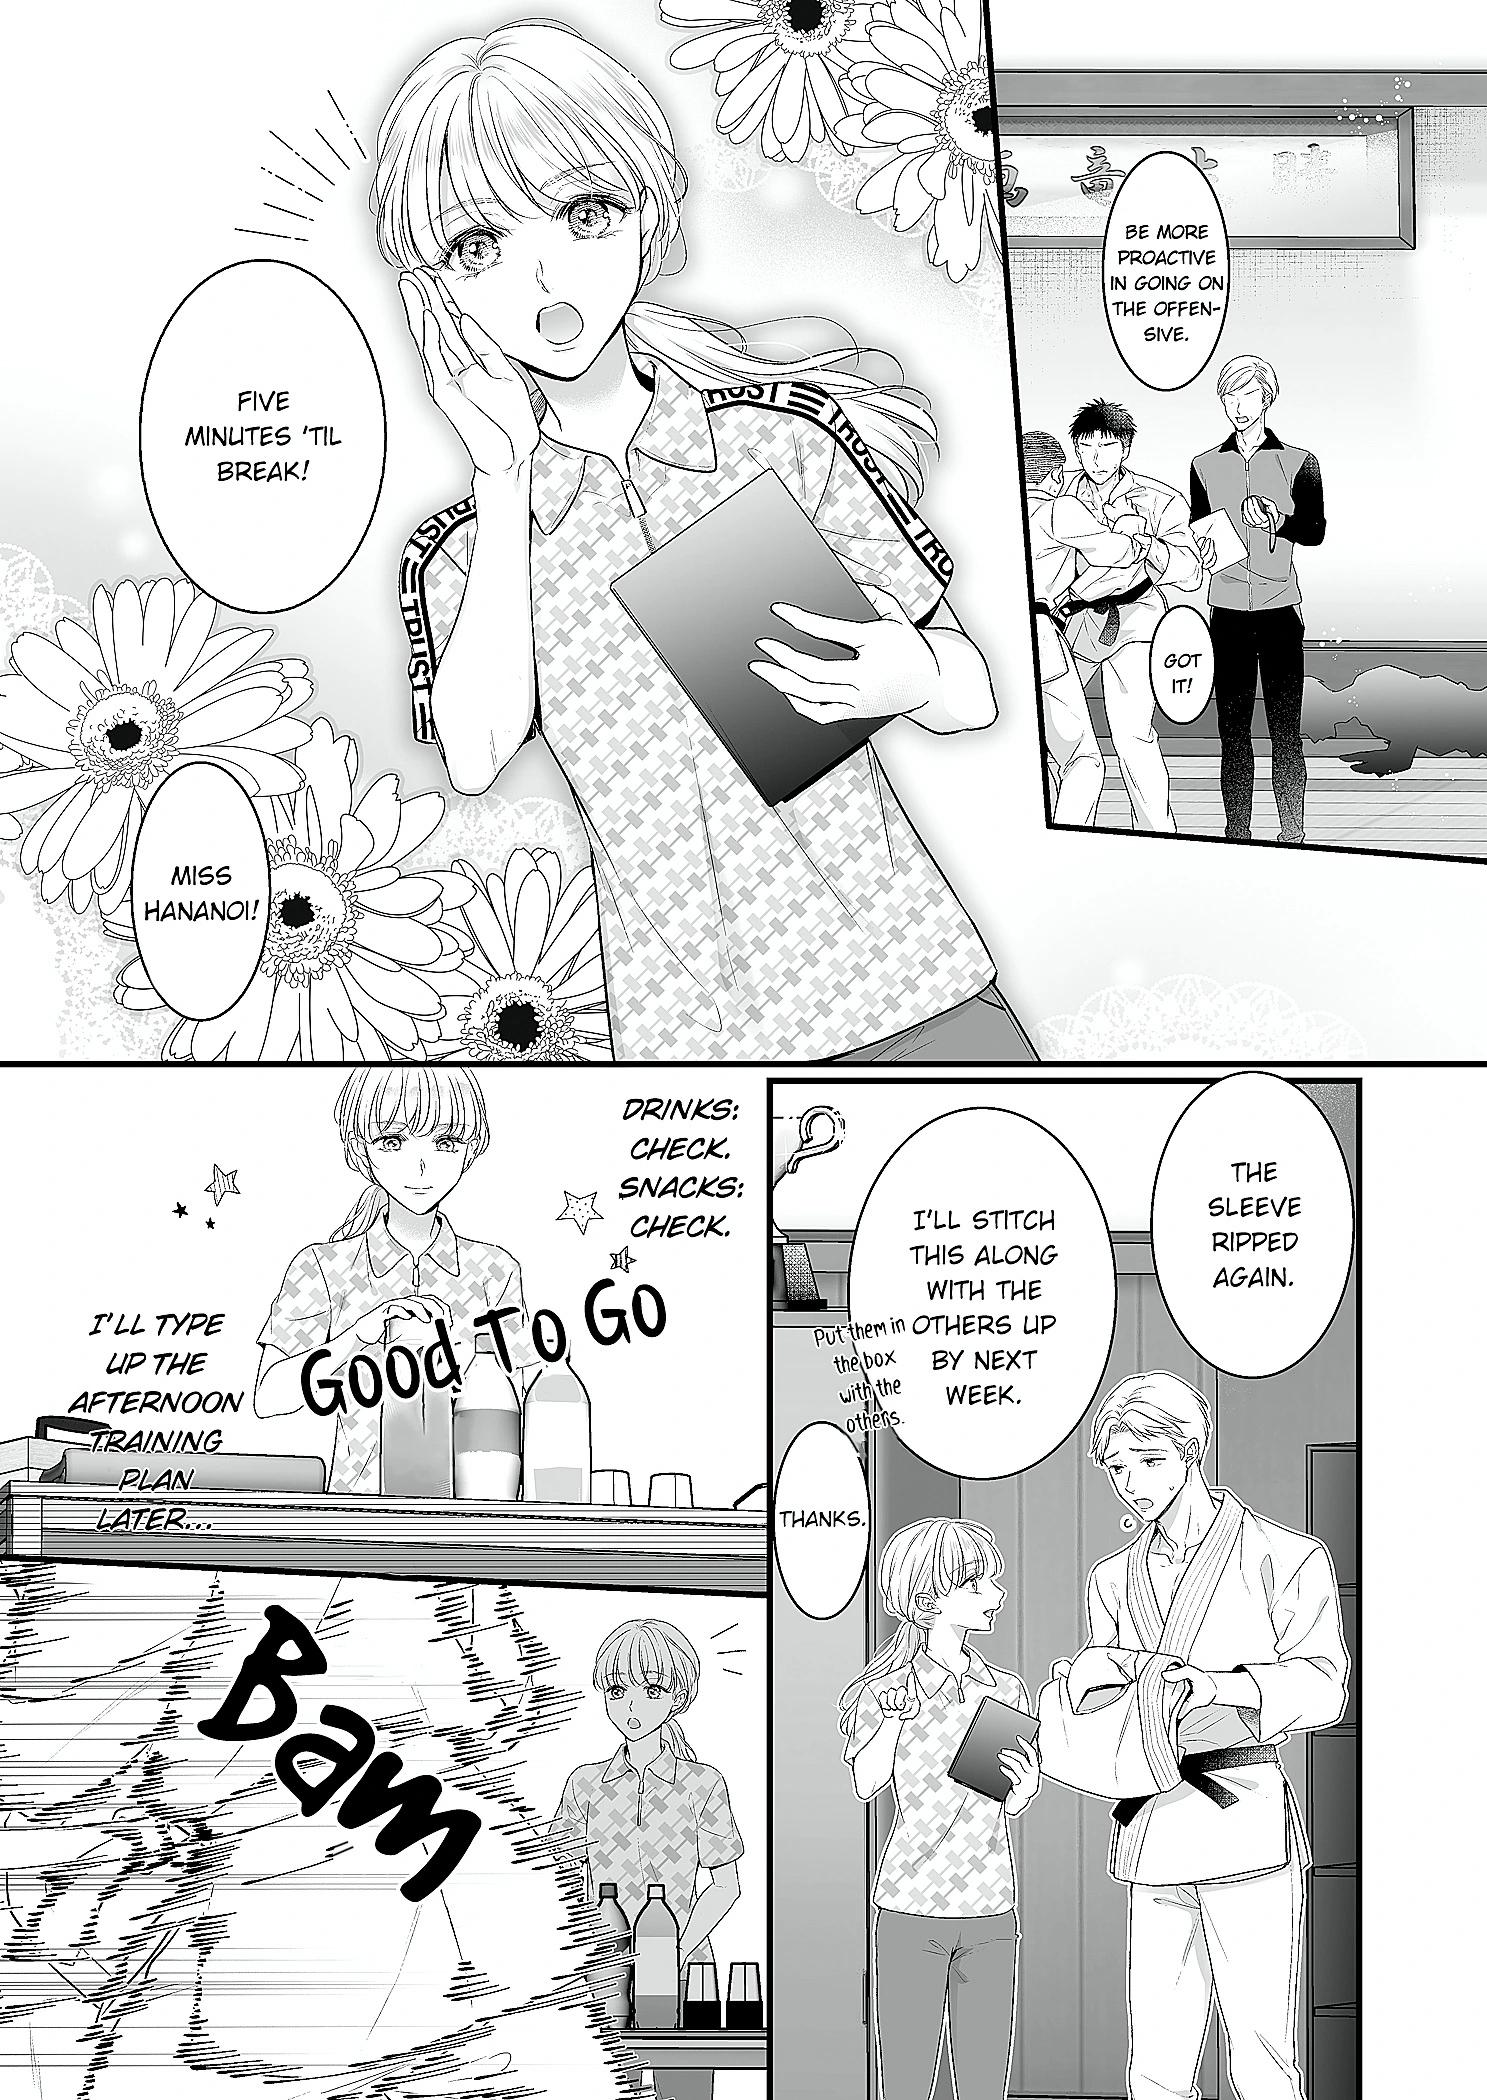 BE MORE
PROACTIVE
IN GOING ON
THE OFFEN-
SIVE.
GOT
IT!
FIVE
MINUTES 'TIL
BREAK!
TRUST
TRUST
TRUST
TRUST
MISS
HANANOI!
THE
SLEEVE
RIPPED
AGAIN.
I'LL STITCH
THIS ALONG
WITH THE
OTHERS UP
BY NEXT
WEEK.
Put them in
the box
with the
others.
THANKS.
DRINKS:
CHECK.
SNACKS:
CHECK.
GOOD TO GO
I'LL TYPE
UP THE
AFTERNOON
TRAINING
PLAN
LATER...
Bam